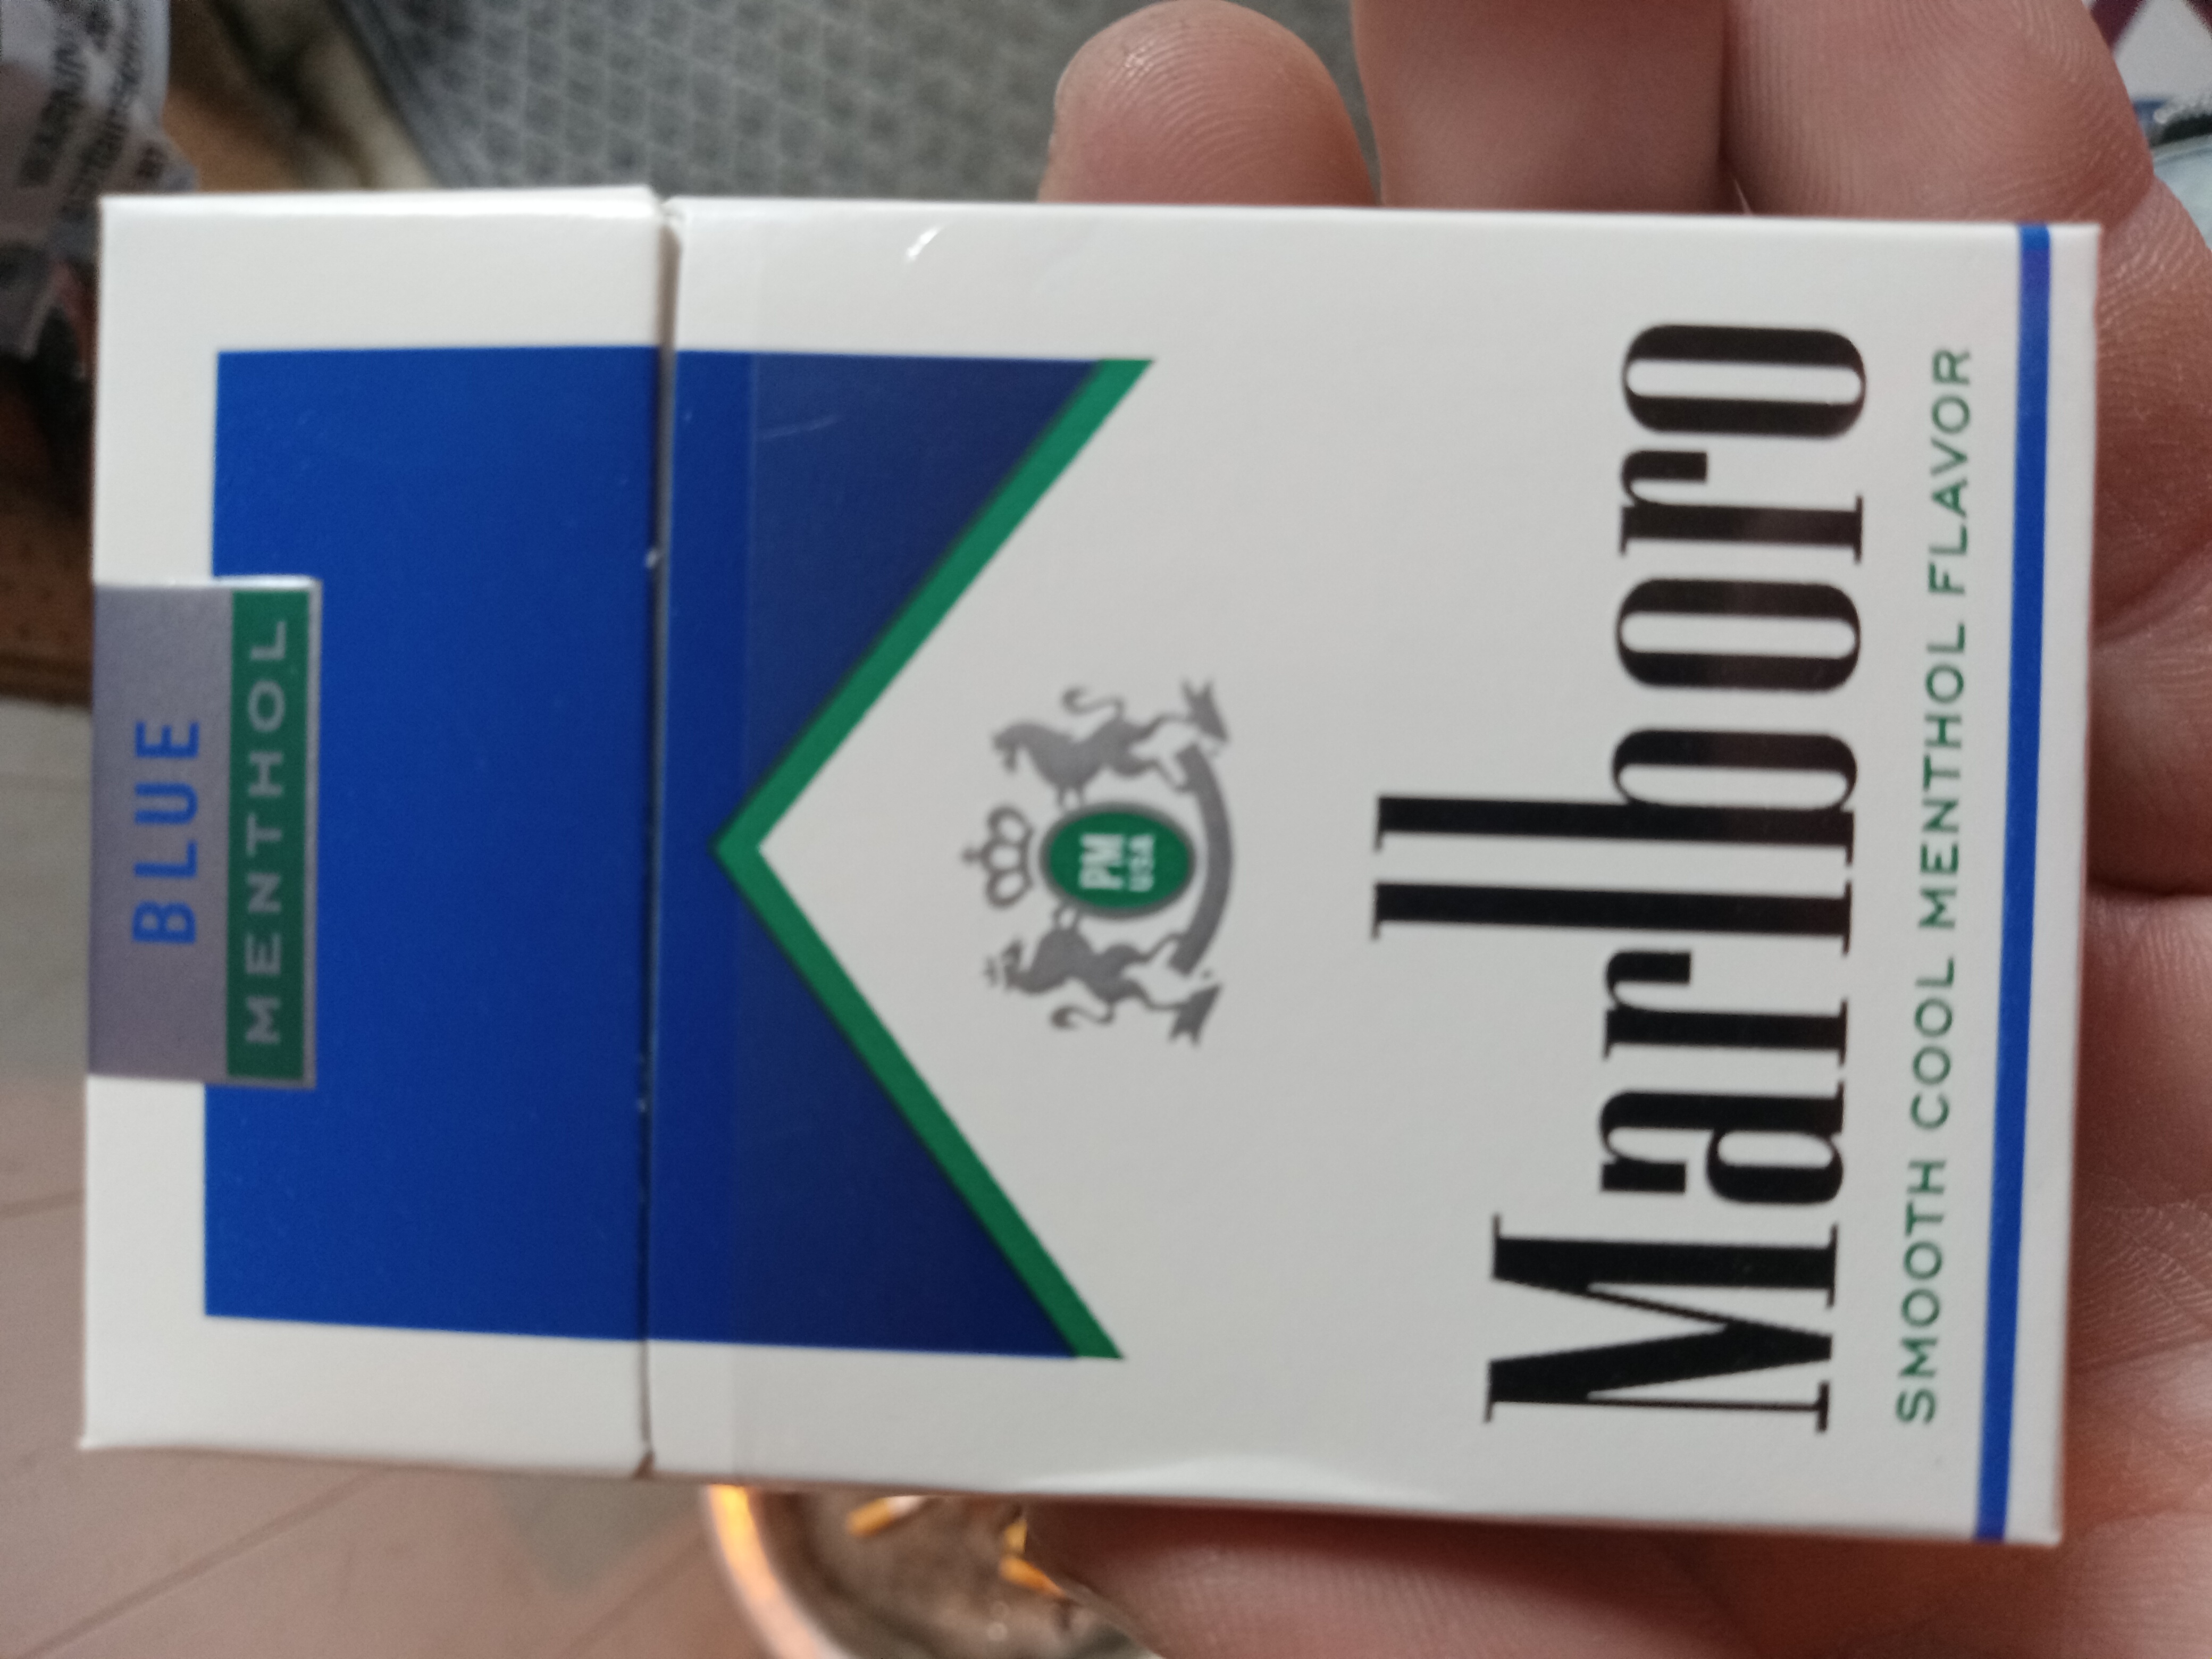 BLUE
MENTHOL
PM
USA
Marlboro
SMOOTH COOL MENTHOL FLAVOR